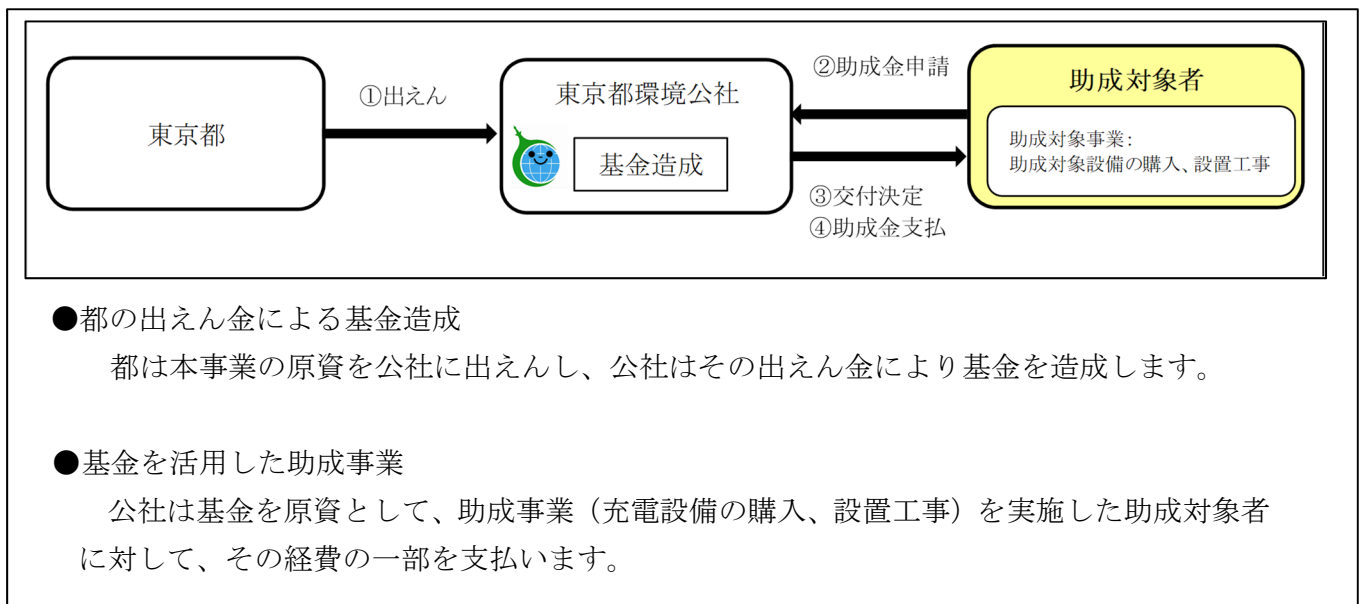 東京都
①出えん
東京都環境公社
基金造成
②助成金申請
③交付決定
④助成金支払
助成対象者
助成対象事業：
助成対象設備の購入、設置工事
●都の出えん金による基金造成
都は本事業の原資を公社に出えんし、公社はその出えん金により基金を造成します。
●基金を活用した助成事業
公社は基金を原資として、助成事業（充電設備の購入、設置工事）を実施した助成対象者
に対して、その経費の一部を支払います。